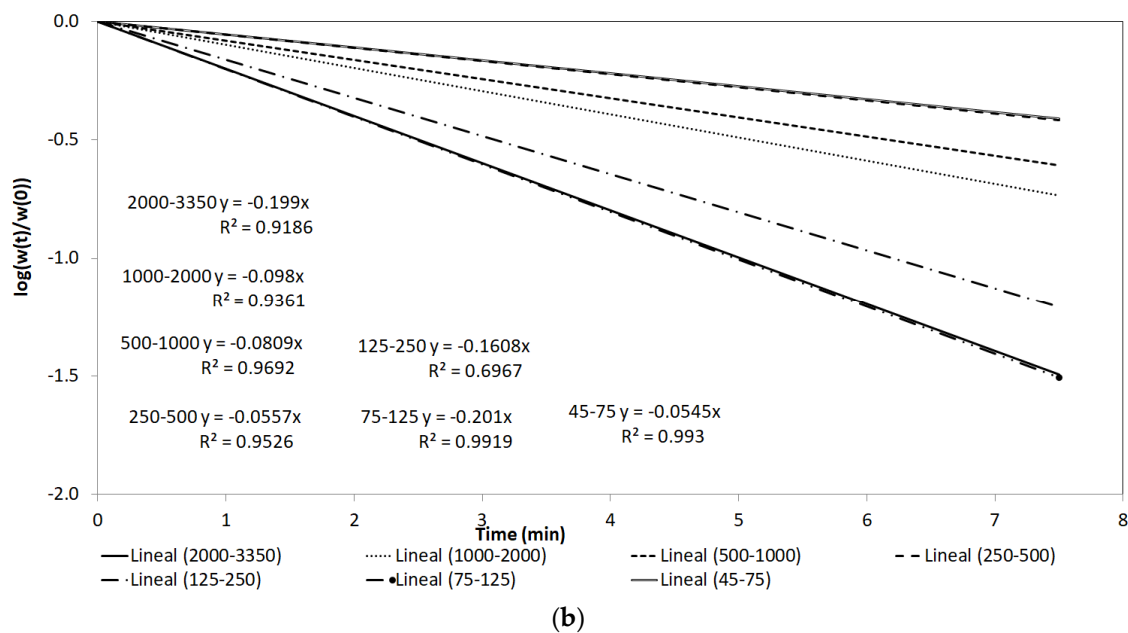 0.0
-0.5
-1.0
-1.5
-2.0
log(w(t)/w(0))
2000-3350 y = -0.199x
R² = 0.9186
1000-2000 y = -0.098x
R² = 0.9361
500-1000 y = -0.0809x
R² = 0.9692
125-250 y = -0.1608x
R² = 0.6967
250-500 y = -0.0557x
R² = 0.9526
75-125 y = -0.201x
R² = 0.9919
45-75 y = -0.0545x
R² = 0.993
0 1 2 3 4 5 6 7 8
Time (min)
Lineal (2000-3350) Lineal (1000-2000) Lineal (500-1000) Lineal (250-500)
Lineal (125-250) Lineal (75-125) Lineal (45-75)
(b)